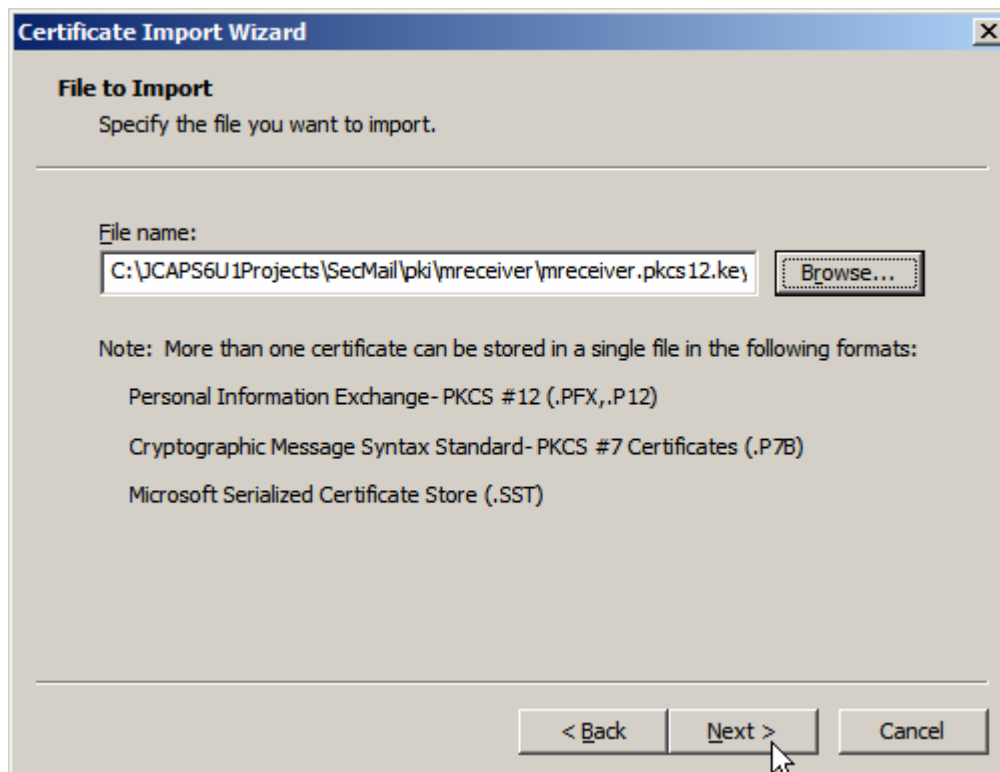 Certificate Import Wizard
File to Import
Specify the file you want to import.
File name:
C:\JCAPS6U1Projects\SecMail\pki\mreceiver\mreceiver.pkcs12.key
Browse...
Note: More than one certificate can be stored in a single file in the following formats:
Personal Information Exchange- PKCS #12 (.PFX,.P12)
Cryptographic Message Syntax Standard- PKCS #7 Certificates (.P7B)
Microsoft Serialized Certificate Store (.SST)
< Back
Next >
Cancel